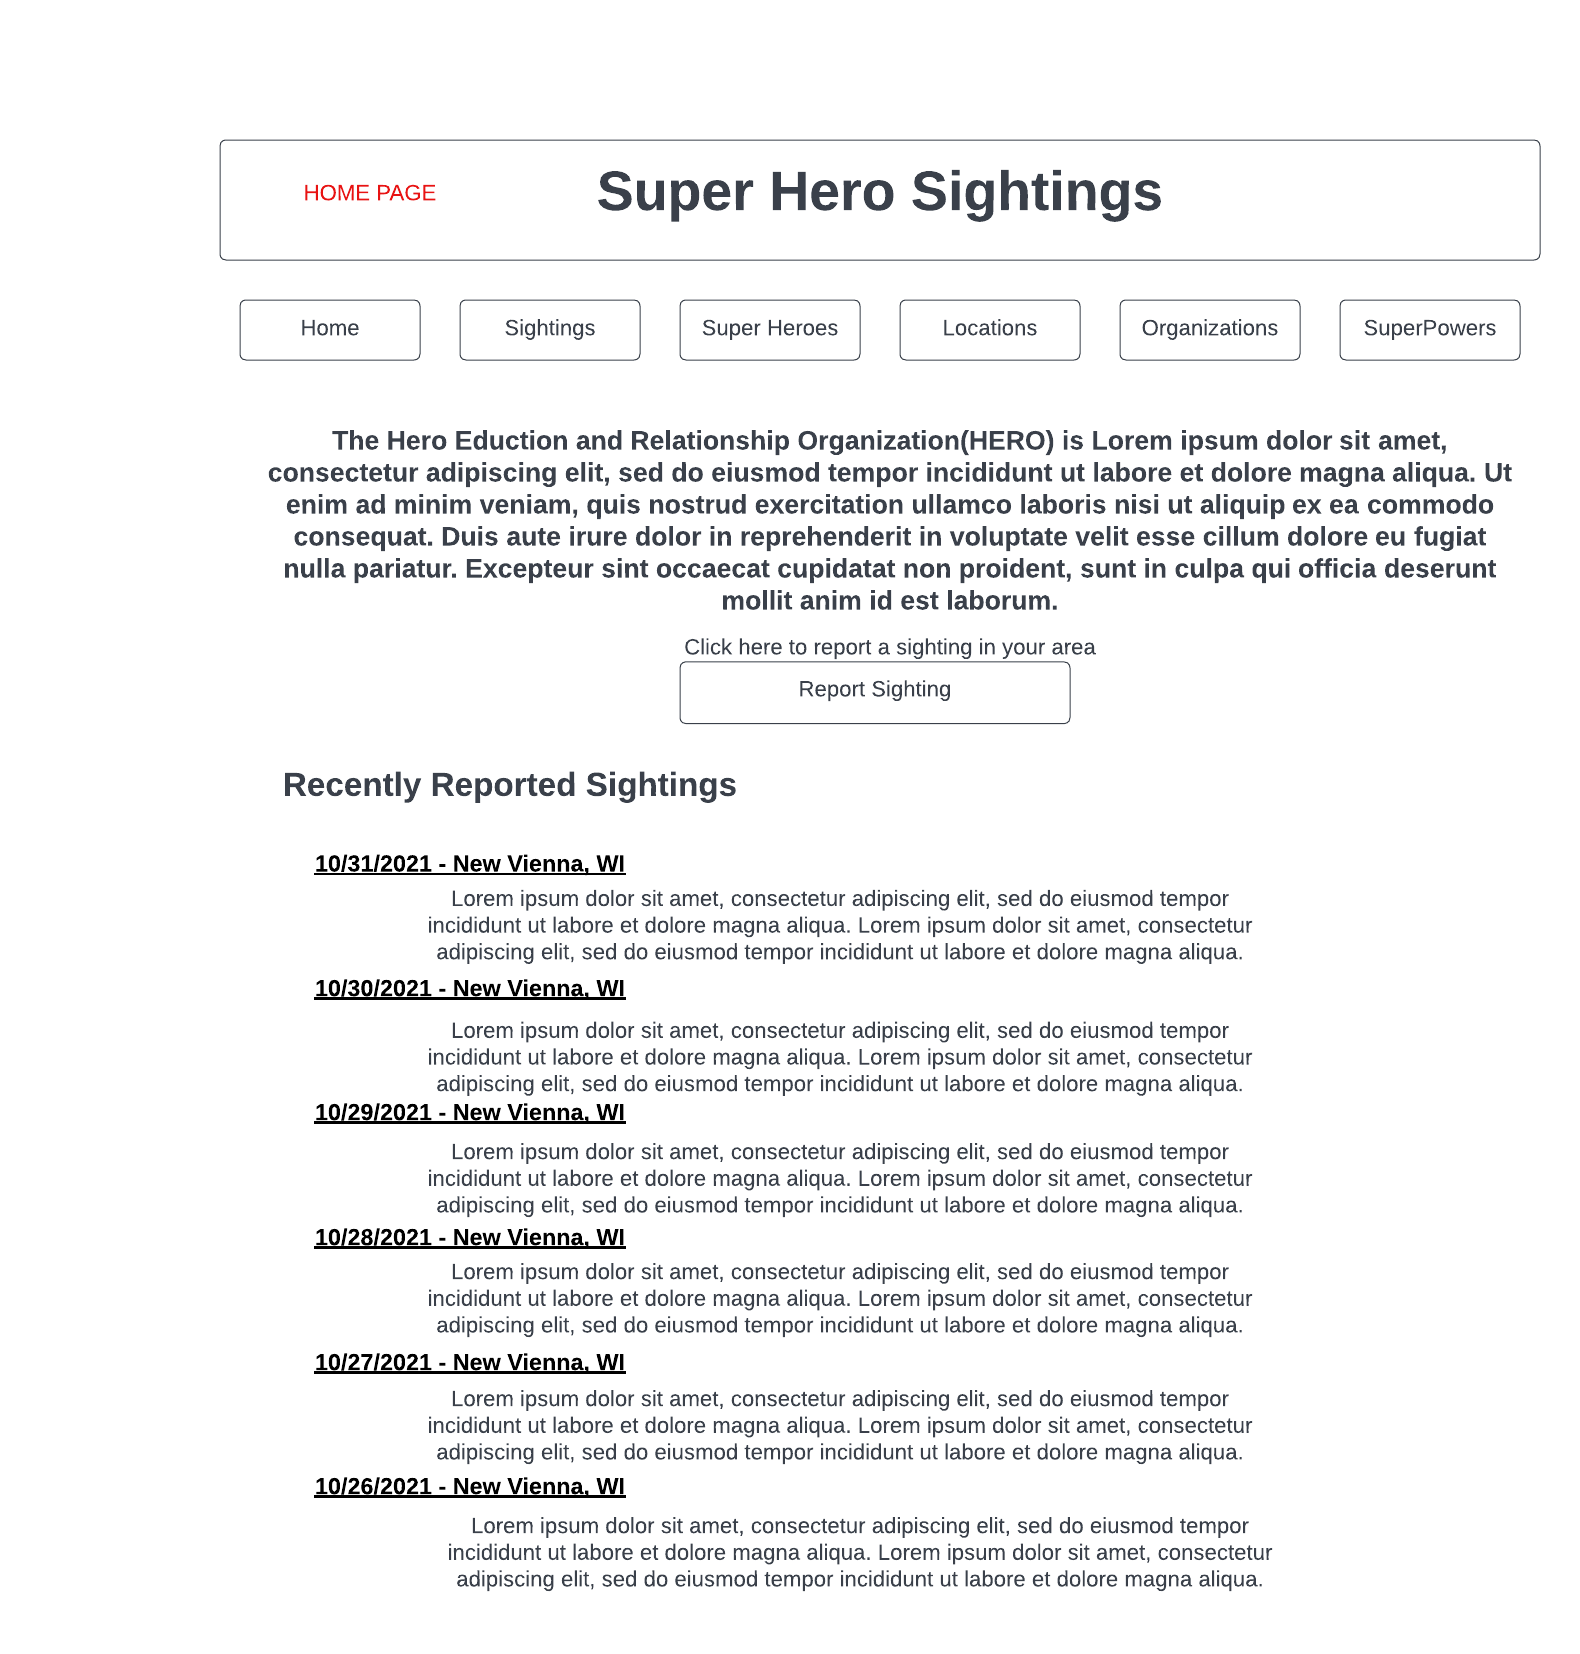 HOME PAGE
Super Hero Sightings
Home
Sightings
Super Heroes
Locations
Organizations
SuperPowers
The Hero Eduction and Relationship Organization(HERO) is Lorem ipsum dolor sit amet,
consectetur adipiscing elit, sed do eiusmod tempor incididunt ut labore et dolore magna aliqua. Ut
enim ad minim veniam, quis nostrud exercitation ullamco laboris nisi ut aliquip ex ea commodo
consequat. Duis aute irure dolor in reprehenderit in voluptate velit esse cillum dolore eu fugiat
nulla pariatur. Excepteur sint occaecat cupidatat non proident, sunt in culpa qui officia deserunt
mollit anim id est laborum.
Click here to report a sighting in your area
Report Sighting
Recently Reported Sightings
10/31/2021 - New Vienna, WI
Lorem ipsum dolor sit amet, consectetur adipiscing elit, sed do eiusmod tempor
incididunt ut labore et dolore magna aliqua. Lorem ipsum dolor sit amet, consectetur
adipiscing elit, sed do eiusmod tempor incididunt ut labore et dolore magna aliqua.
10/30/2021 - New Vienna, WI
Lorem ipsum dolor sit amet, consectetur adipiscing elit, sed do eiusmod tempor
incididunt ut labore et dolore magna aliqua. Lorem ipsum dolor sit amet, consectetur
adipiscing elit, sed do eiusmod tempor incididunt ut labore et dolore magna aliqua.
10/29/2021 - New Vienna, WI
Lorem ipsum dolor sit amet, consectetur adipiscing elit, sed do eiusmod tempor
incididunt ut labore et dolore magna aliqua. Lorem ipsum dolor sit amet, consectetur
adipiscing elit, sed do eiusmod tempor incididunt ut labore et dolore magna aliqua.
10/28/2021 - New Vienna, WI
Lorem ipsum dolor sit amet, consectetur adipiscing elit, sed do eiusmod tempor
incididunt ut labore et dolore magna aliqua. Lorem ipsum dolor sit amet, consectetur
adipiscing elit, sed do eiusmod tempor incididunt ut labore et dolore magna aliqua.
10/27/2021 - New Vienna, WI
Lorem ipsum dolor sit amet, consectetur adipiscing elit, sed do eiusmod tempor
incididunt ut labore et dolore magna aliqua. Lorem ipsum dolor sit amet, consectetur
adipiscing elit, sed do eiusmod tempor incididunt ut labore et dolore magna aliqua.
10/26/2021 - New Vienna, WI
Lorem ipsum dolor sit amet, consectetur adipiscing elit, sed do eiusmod tempor
incididunt ut labore et dolore magna aliqua. Lorem ipsum dolor sit amet, consectetur
adipiscing elit, sed do eiusmod tempor incididunt ut labore et dolore magna aliqua.